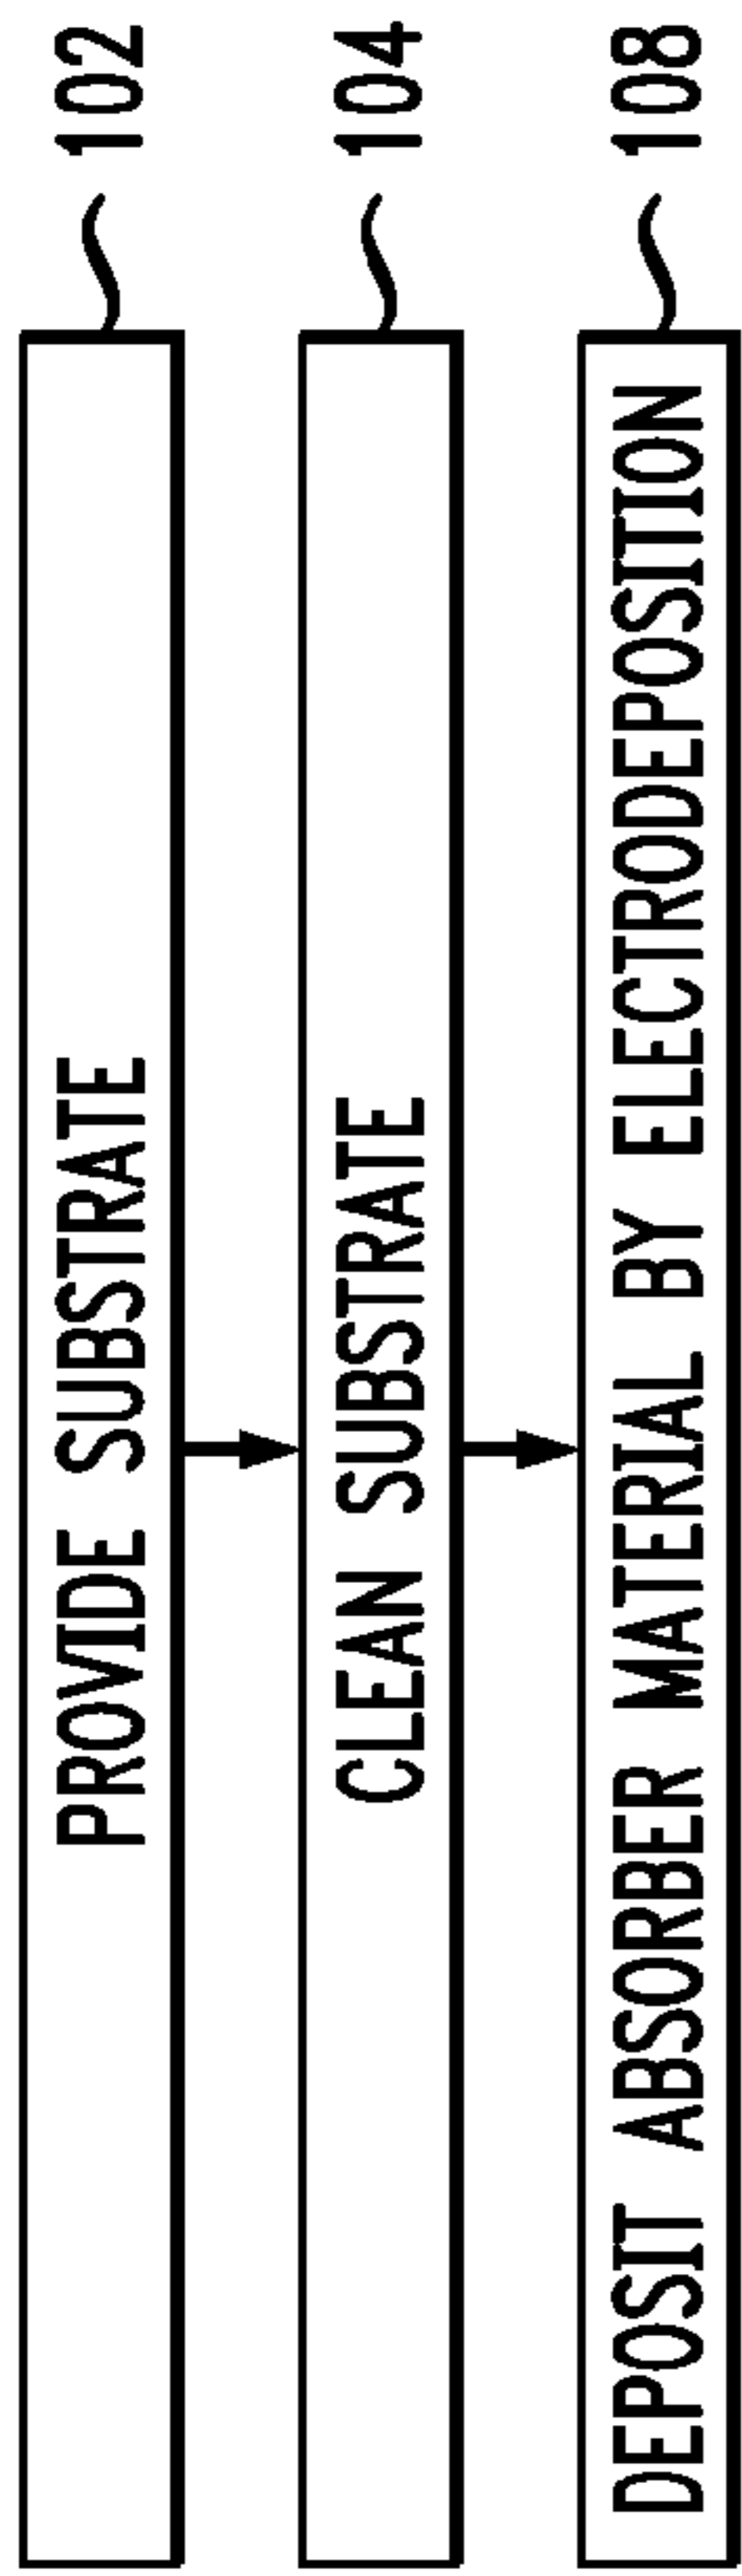 PROVIDE SUBSTRATE 102
CLEAN SUBSTRATE 104
DEPOSIT ABSORBER MATERIAL BY ELECTRODEPOSITION 108